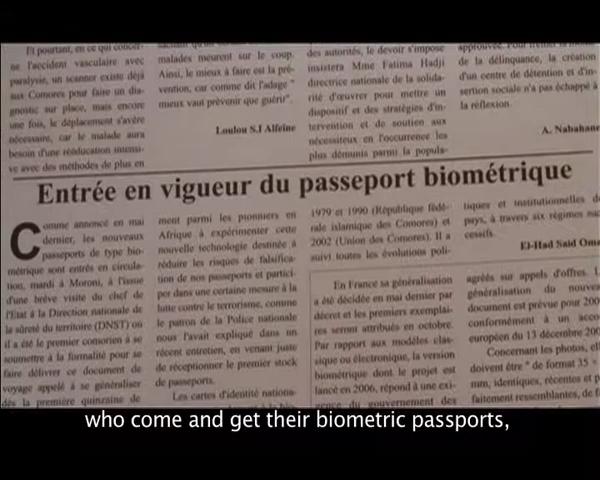 Et pourtant, en ce qui concer-
ne l'accident vasculaire avec
paralysie, un scanner existe déjà
aux Comores pour faire un dia-
gnostic sur place, mais encore
une fois, le déplacement s'avère
nécessaire, car le malade aura
besoin d'une rééducation intensi-
ve avec des méthodes de plus en
malades meurent sur le coup.
Ainsi, le mieux à faire est la pré-
vention, car comme dit l'adage "
mieux vaut prévenir que guérir".
Loulou S.I Alfeine
des autorités, le devoir s'impose
insistera Mme Fatima Hadji
directrice nationale de la solida-
rité d'œuvrer pour mettre un
dispositif et des stratégies d'in-
tervention et de soutien aux
nécessiteux en l'occurrence les
plus démunis parmi la popula-
de la délinquance, la création
d'un centre de détention et d'in-
sertion sociale n'a pas échappé à
la réflexion.
A. Nabahane
Entrée en vigueur du passeport biométrique
Comme annoncé en mai
dernier, les nouveaux
passeports de type bio-
métrique sont entrés en circula-
tion, mardi à Moroni, à l'issue
d'une brève visite du chef de
l'Etat à la Direction nationale de
la sûreté du territoire (DNST) où
il a été le premier comorien à se
soumettre à la formalité pour se
faire délivrer ce document de
voyage appelé à se généraliser
dès la première quinzaine de
ment parmi les pionniers en
Afrique à expérimenter cette
nouvelle technologie destinée à
réduire les risques de falsifica-
tion de nos passeports et partici-
per dans une certaine mesure à la
lutte contre le terrorisme, comme
le patron de la Police nationale
nous l'avait expliqué dans un
récent entretien, en venant juste
de réceptionner le premier stock
de passeports.
Les cartes d'identité nationa-
1979 et 1990 (République fédé-
rale islamique des Comores) et
2002 (Union des Comores). Il a
suivi toutes les évolutions poli-
tiques et institutionnelles d
pays, à travers six régimes
cessifs.
El-Had Said Oma
En France sa généralisation
a été décidée en mai dernier par
décret et les premiers exemplai-
res seront attribués en octobre.
Par rapport aux modèles clas-
sique ou électronique, la version
biométrique dont le projet est
lancé en 2006, répond à une exi-
gence du gouvernement des
agréés sur appels d'offres. L
généralisation du nouvea
document est prévue pour 200
conformément à un acco
européen du 13 décembre 200
Concernant les photos, ell
doivent être " de format 35
mm, identiques, récentes et p
faitement ressemblantes, de f
who come and get their biometric passports,